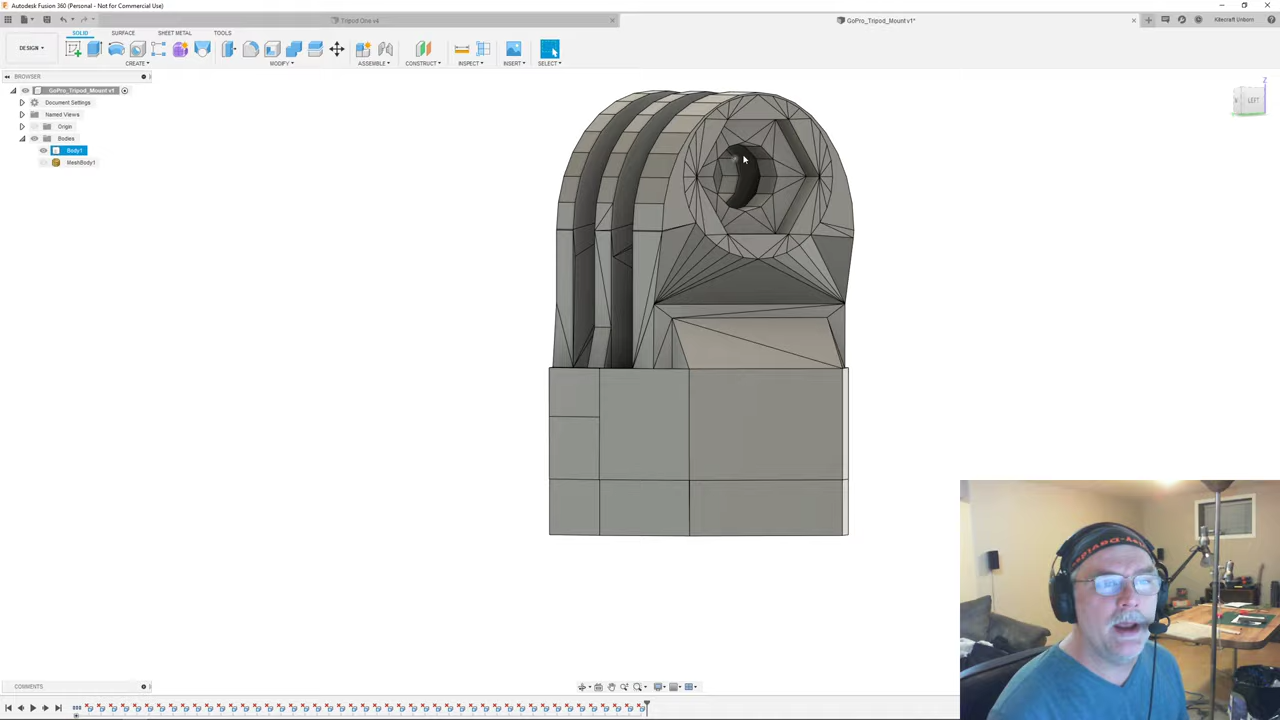 Autodesk Fusion 360 (Personal - Not for Commercial Use)
Tripod One v4
GoPro_Tripod_Mount v1*
Kilecraft Unborn
SOLID
SURFACE
SHEET METAL
TOOLS
DESIGN
CREATE
MODIFY
ASSEMBLE
CONSTRUCT
INSPECT
INSERT
SELECT
BROWSER
GoPro_Tripod_Mount v1
Document Settings
Named Views
Origin
Bodies
Body1
MeshBody1
Z
LEFT
COMMENTS